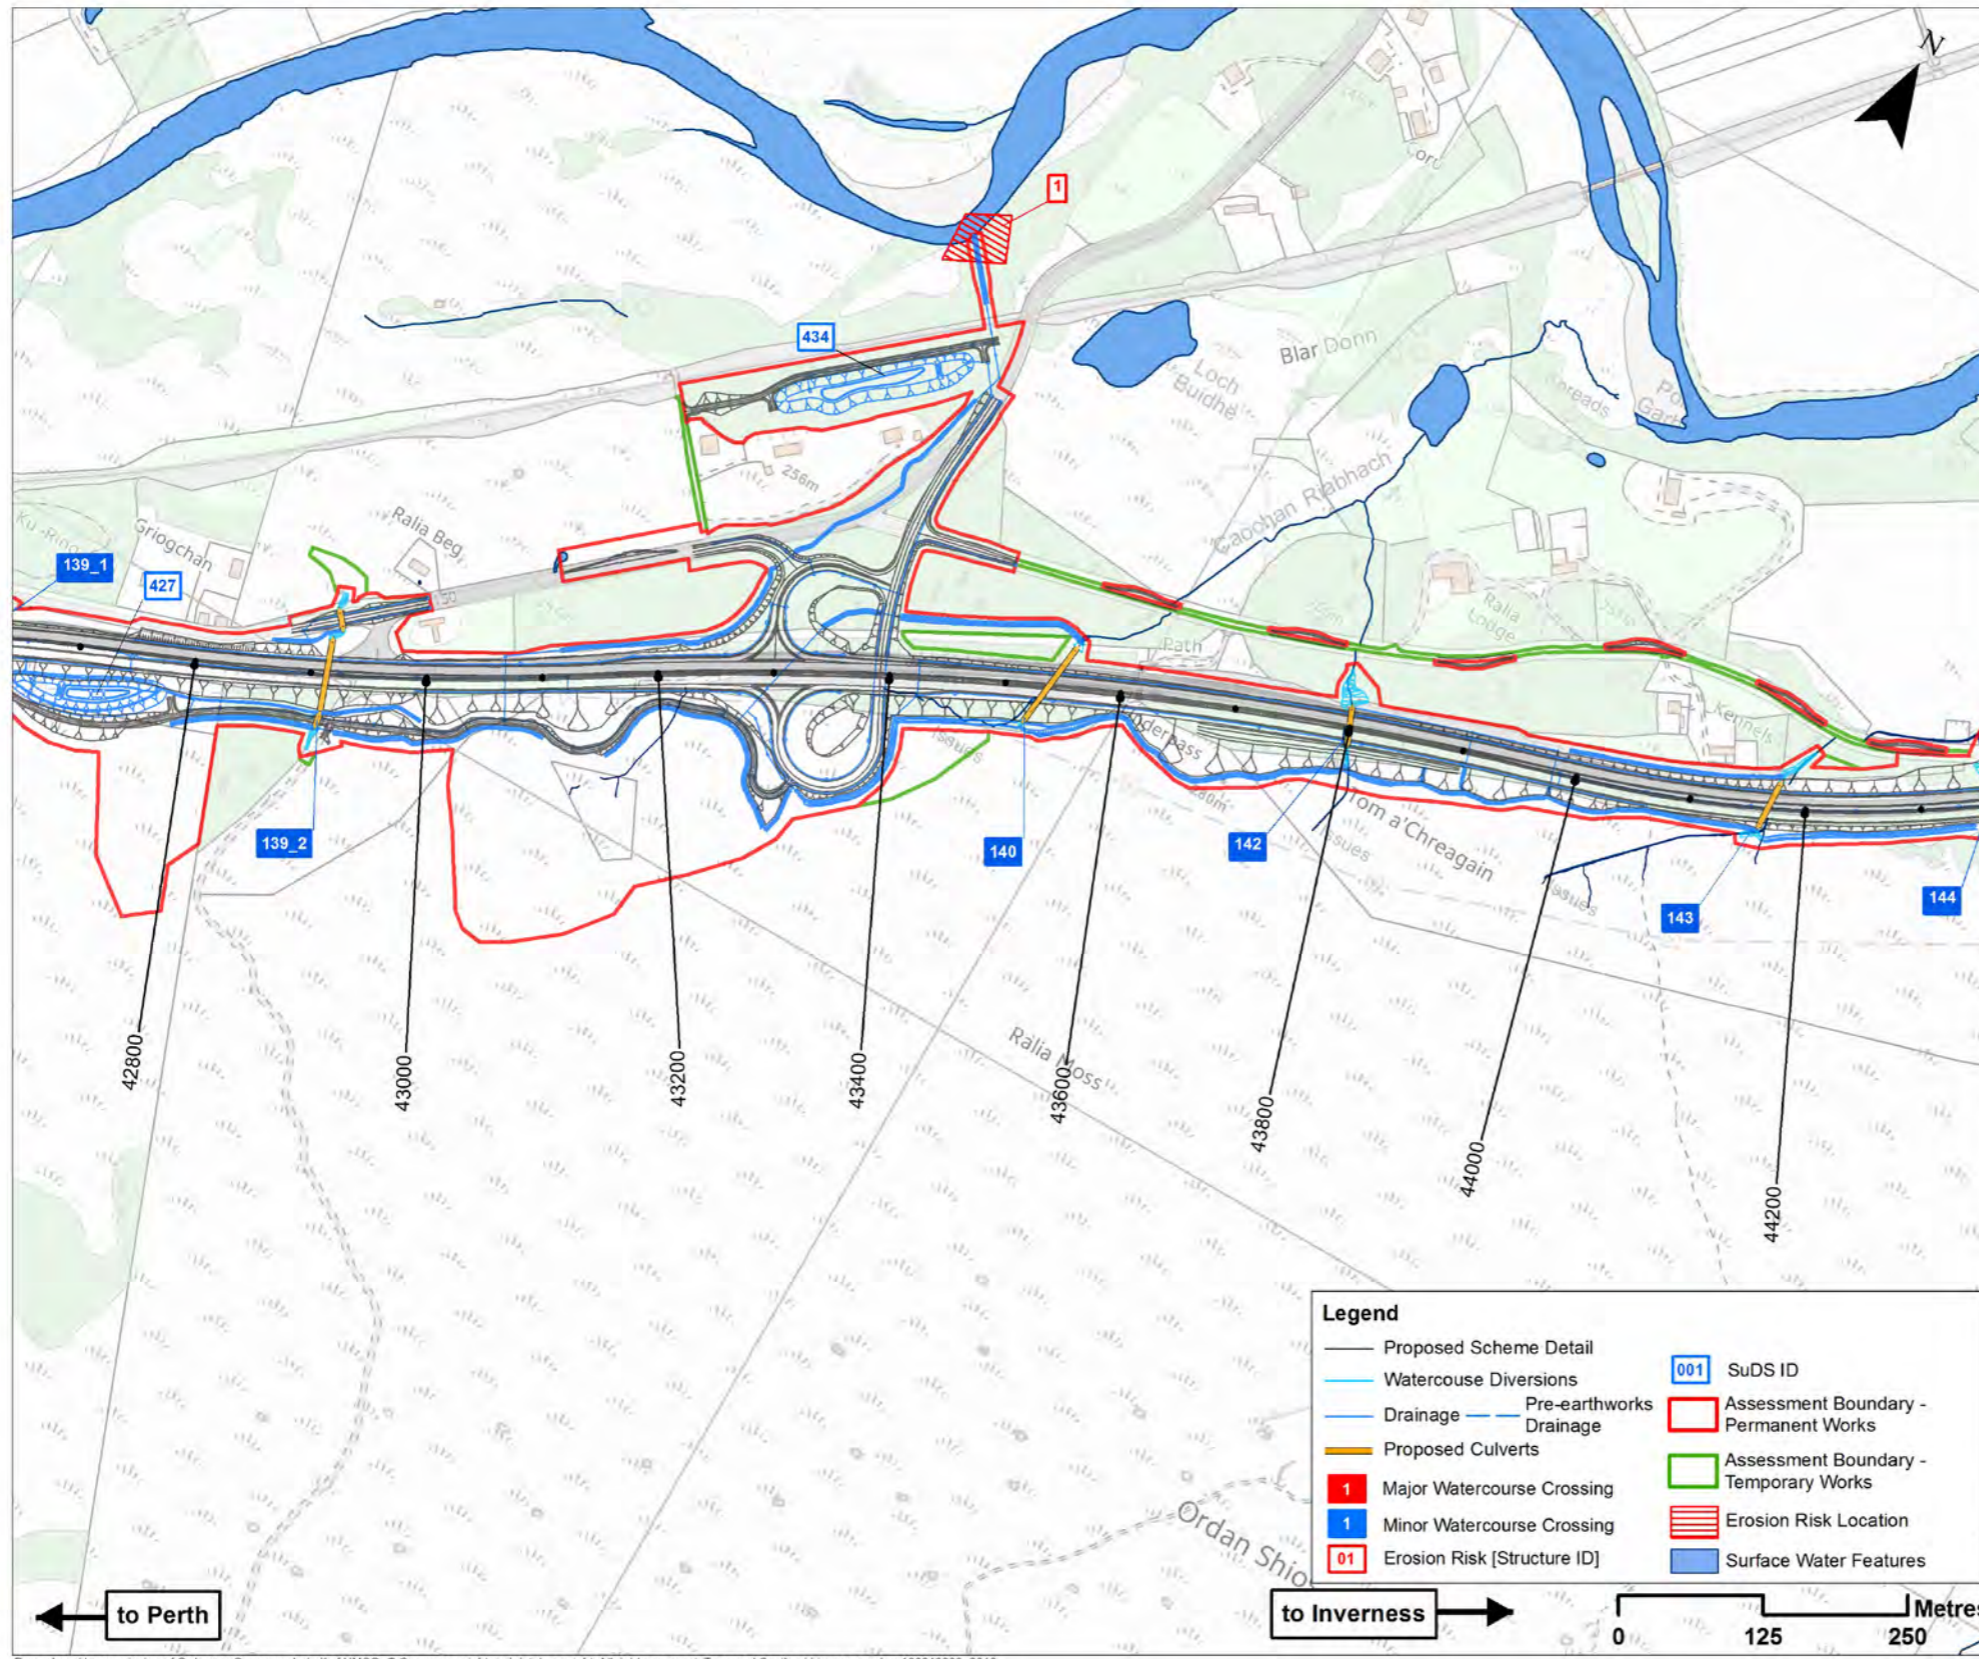 N
1
Coru
434
Blar Donn
Loch
Buidhe
256m
Caochan Riabhach
Griogchan
Ralia Beg
139_1
427
Ralia
Lodge
Path
Kennels
Issues
280m
139_2
140
142
Tom a'Chreagain
Issues
Issues
143
144
Ralia Moss
42800
43000
43200
43400
43600
43800
44000
44200
Legend
Proposed Scheme Detail
Watercouse Diversions
Drainage
Pre-earthworks
Drainage
Proposed Culverts
1 Major Watercourse Crossing
1 Minor Watercourse Crossing
01 Erosion Risk [Structure ID]
001 SuDS ID
Assessment Boundary -
Permanent Works
Assessment Boundary -
Temporary Works
Erosion Risk Location
Surface Water Features
Ordan Shio
to Perth
to Inverness
Metres
0 125 250